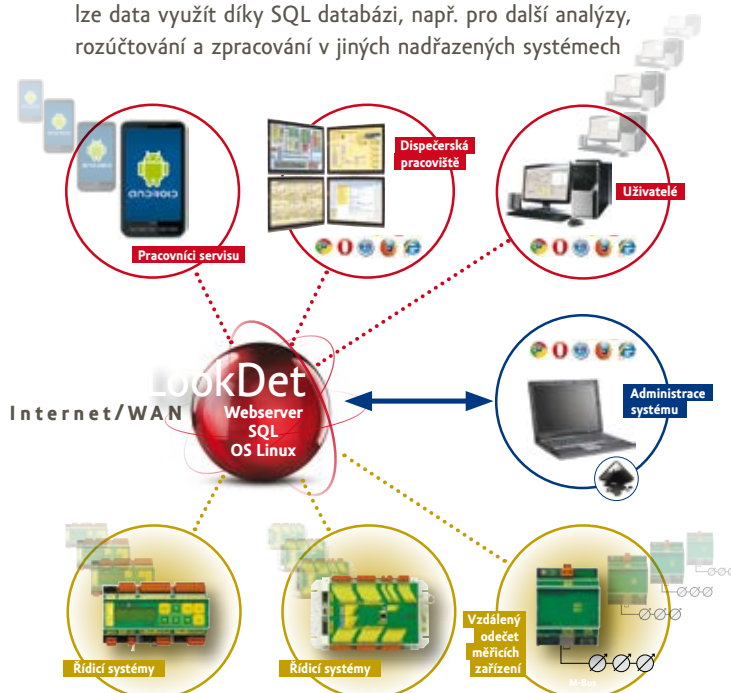 lze data využít díky SQL databázi, např. pro další analýzy,
rozúčtování a zpracování v jiných nadřazených systémech
Dispečerská
pracoviště
Uživatelé
Pracovníci servisu
LookDet
Internet/WAN
Webserver
SQL
OS Linux
Administrace
systému
Řídicí systémy
Řídicí systémy
Vzdálený
odečet
měřicích
zařízení
M-Bus